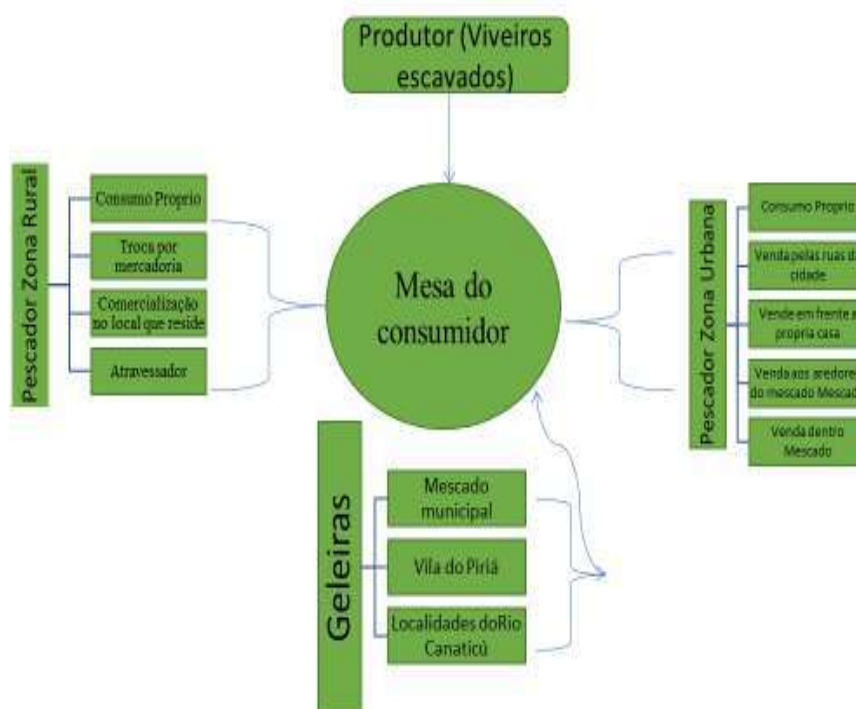 Produtor (Viveiros
escavados)
Pescador Zona Rural
Consumo Proprio
Troca por
mercadoria
Comercialização
no local que reside
Atravessador
Mesa do
consumidor
Pescador Zona Urbana
Consumo Proprio
Venda pelas ruas da
cidade
Vende em frente a
propria casa
Venda aos aredores
do mescado Mescado
Venda dentro
Mescado
Geleiras
Mescado
municipal
Vila do Piriá
Localidades doRio
Canaticú